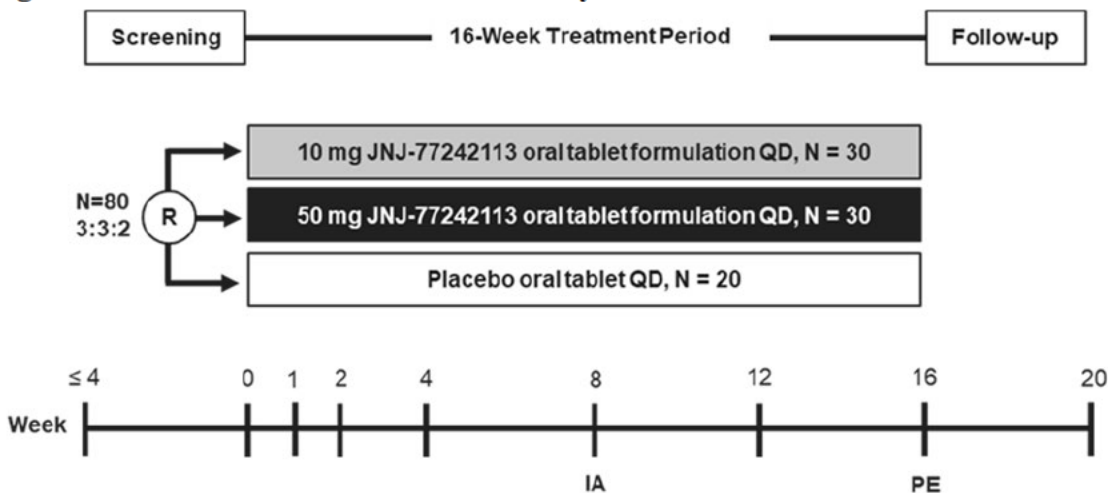 Screening
16-Week Treatment Period
Follow-up
10 mg JNJ-77242113 oral tablet formulation QD, N = 30
N=80
3:3:2
R
50 mg JNJ-77242113 oral tablet formulation QD, N = 30
Placebo oral tablet QD, N = 20
≤ 4 0 1 2 4 8 12 16 20
Week
IA PE